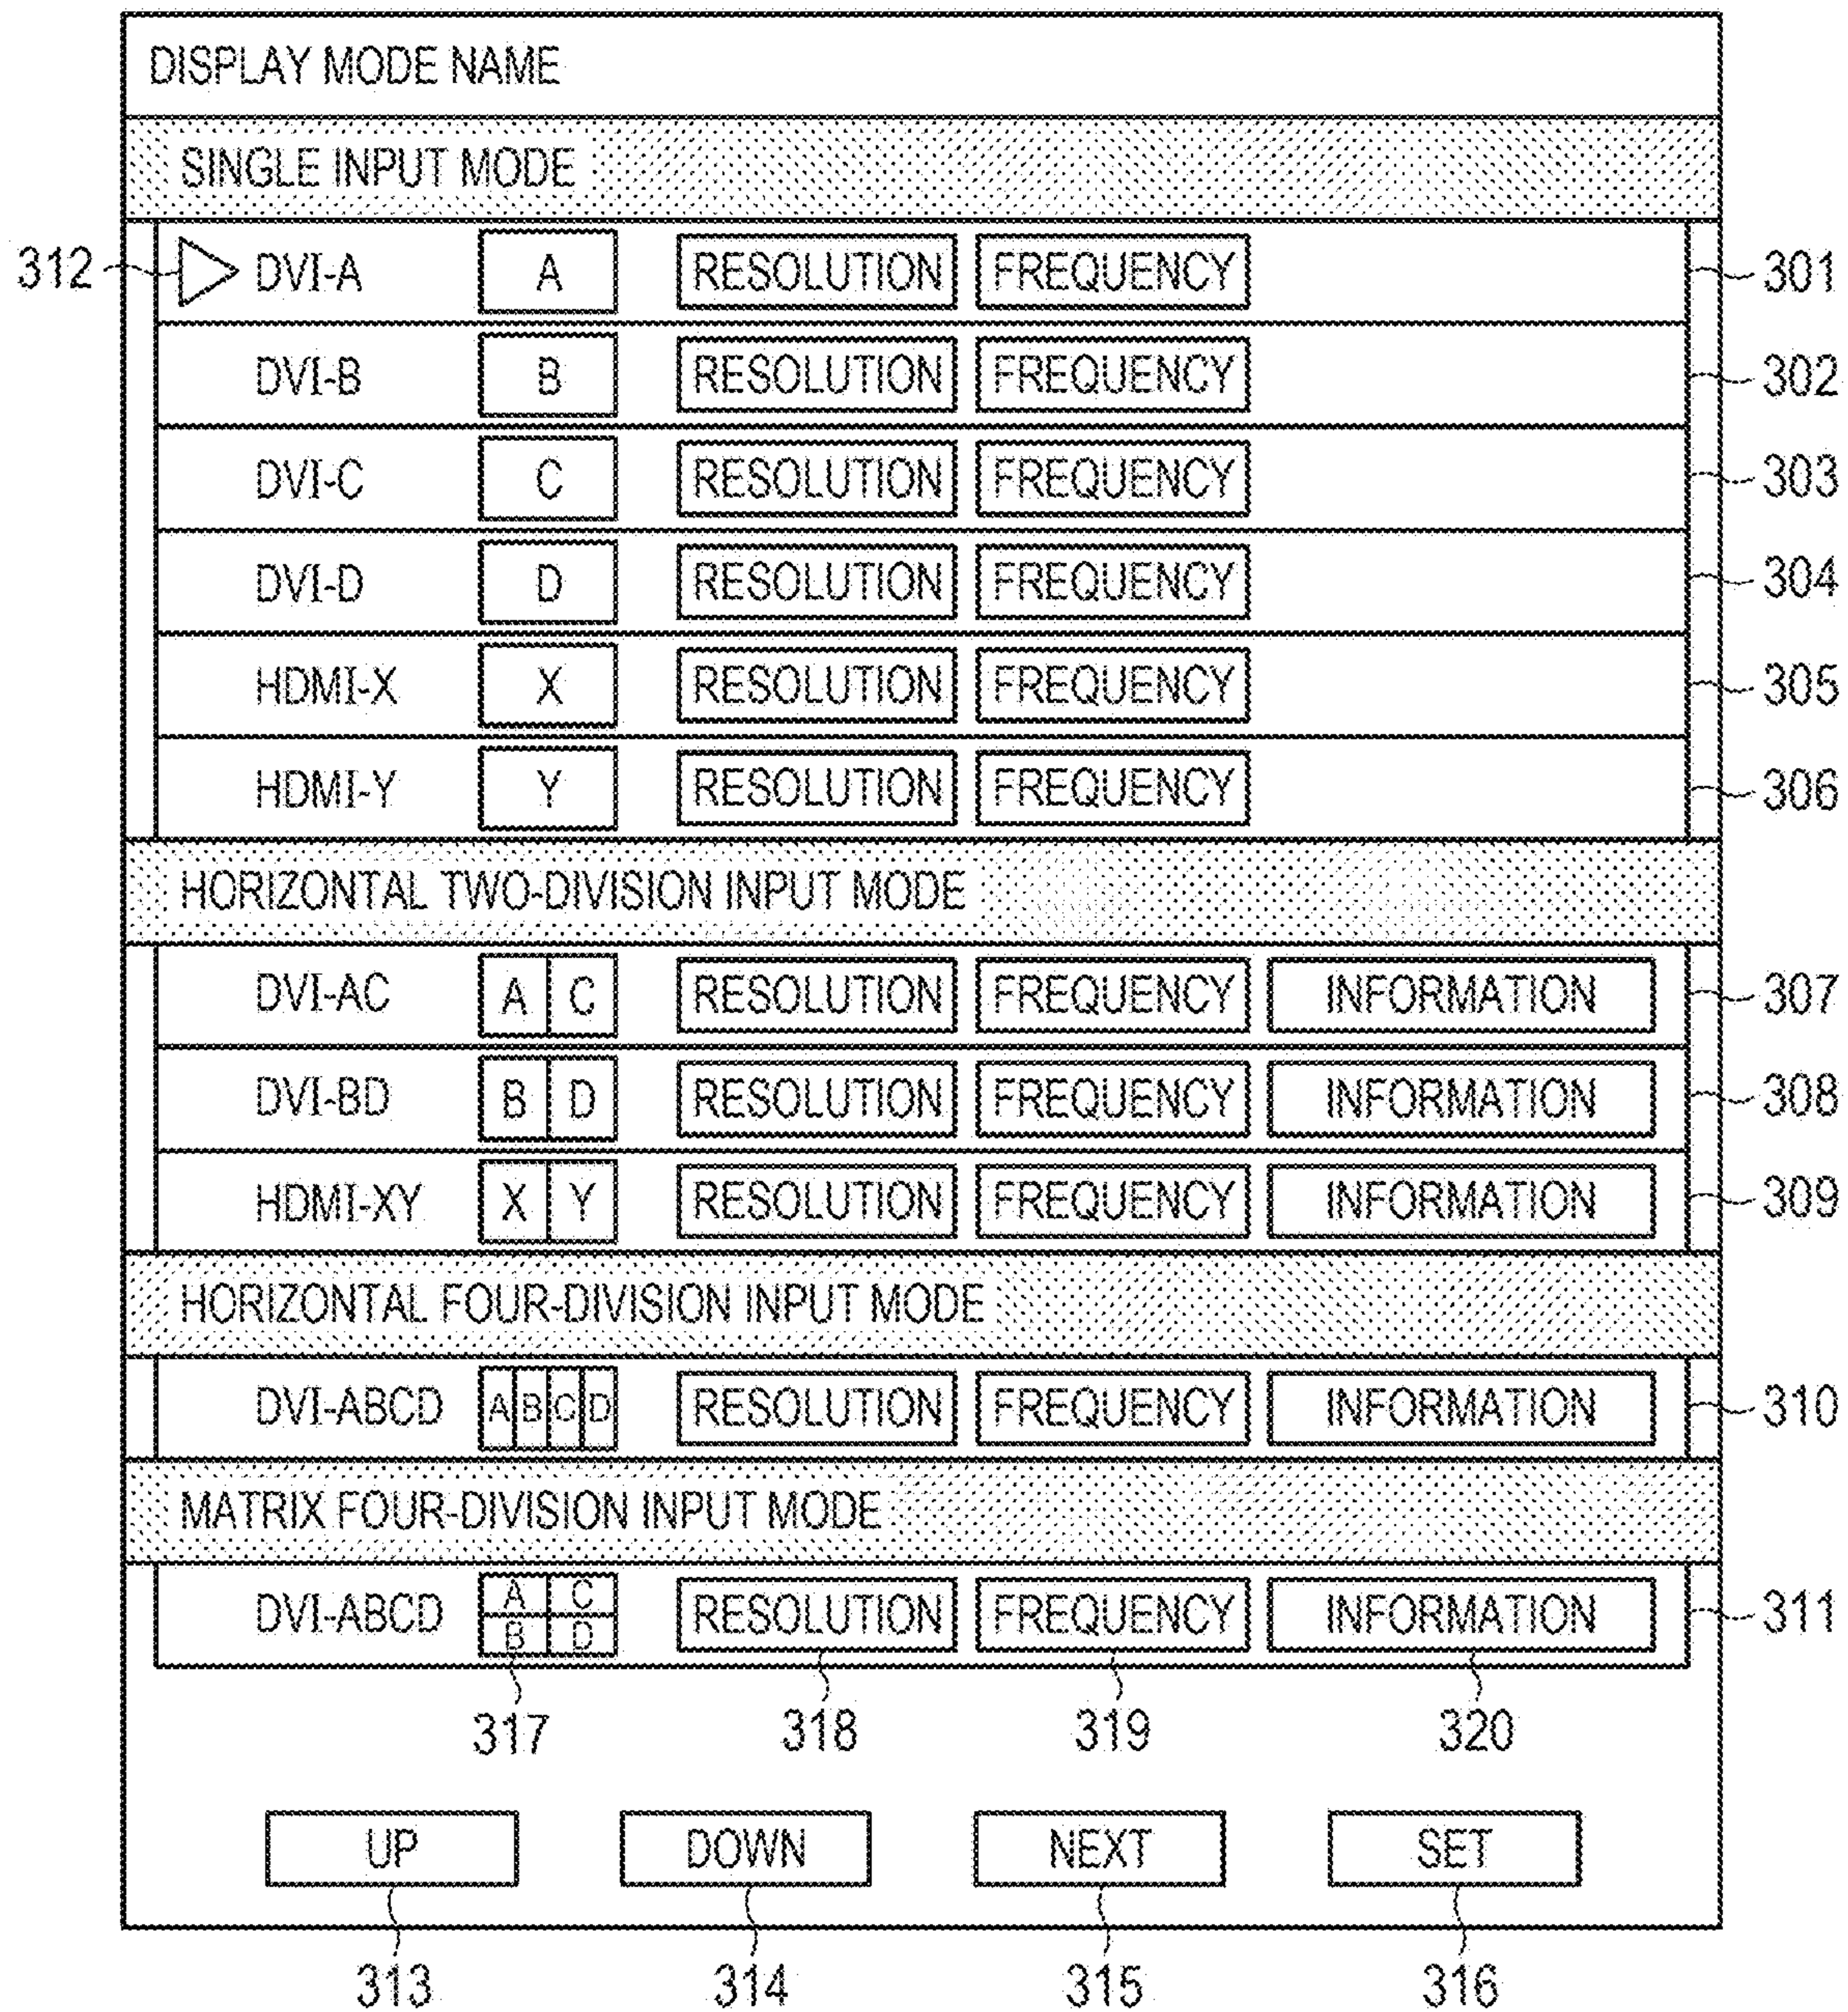 DISPLAY MODE NAME
SINGLE INPUT MODE
312 DVI-A A RESOLUTION FREQUENCY 301
DVI-B B RESOLUTION FREQUENCY 302
DVI-C C RESOLUTION FREQUENCY 303
DVI-D D RESOLUTION FREQUENCY 304
HDMI-X X RESOLUTION FREQUENCY 305
HDMI-Y Y RESOLUTION FREQUENCY 306
HORIZONTAL TWO-DIVISION INPUT MODE
DVI-AC A C RESOLUTION FREQUENCY INFORMATION 307
DVI-BD B D RESOLUTION FREQUENCY INFORMATION 308
HDMI-XY X Y RESOLUTION FREQUENCY INFORMATION 309
HORIZONTAL FOUR-DIVISION INPUT MODE
DVI-ABCD A B C D RESOLUTION FREQUENCY INFORMATION 310
MATRIX FOUR-DIVISION INPUT MODE
DVI-ABCD A C B D RESOLUTION FREQUENCY INFORMATION 311
317 318 319 320
UP DOWN NEXT SET
313 314 315 316